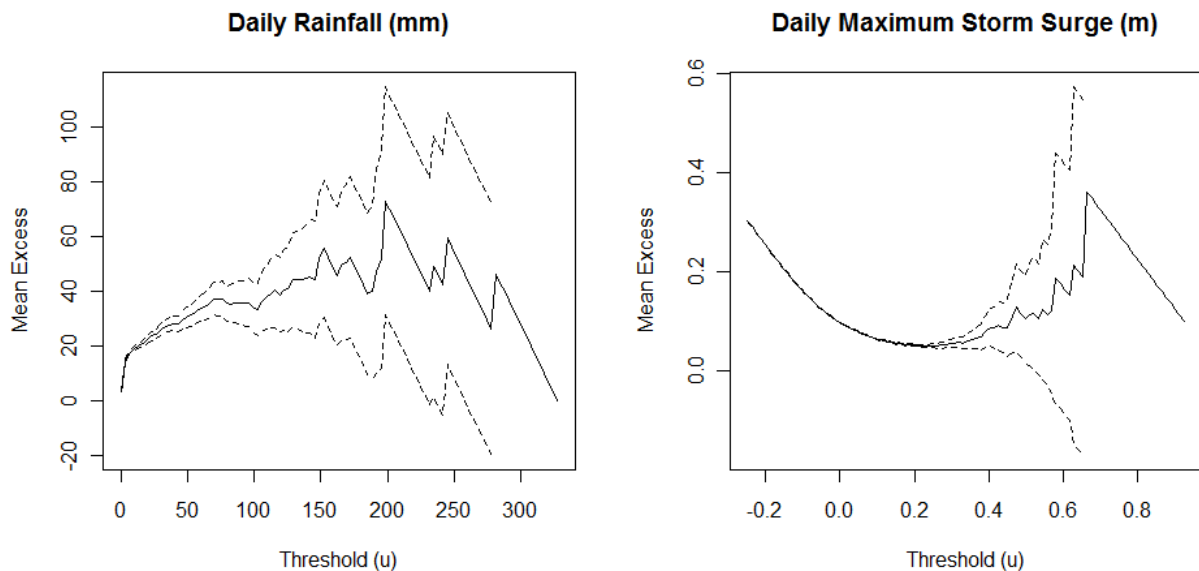 Daily Rainfall (mm)
Mean Excess
100
80
60
40
20
0
-20
0 50 100 150 200 250 300
Threshold (u)
Daily Maximum Storm Surge (m)
Mean Excess
0.6
0.4
0.2
0.0
-0.2 0.0 0.2 0.4 0.6 0.8
Threshold (u)